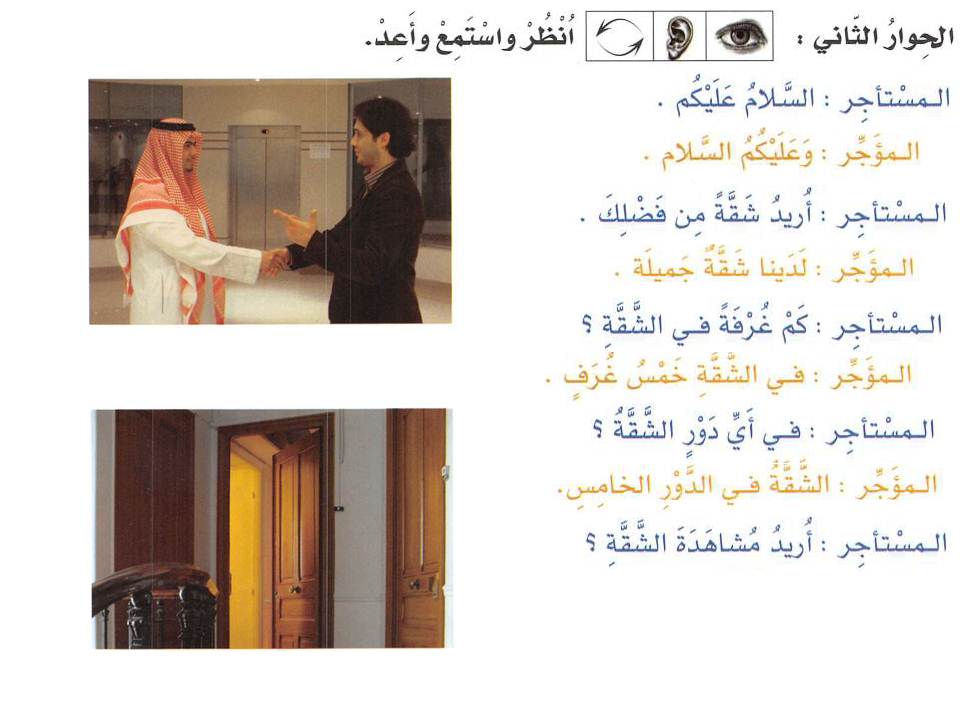 الحِوارُ الثّاني : اُنْظُرْ واسْتَمِعْ وأَعِدْ.
المسْتأجِر : السَّلامُ عَلَيْكُم .
المؤَجِّر : وَعَلَيْكُمُ السَّلام .
المسْتأجِر : أُريدُ شَقَّةً مِن فَضْلِكَ .
المؤَجِّر : لَدَينا شَقَّةٌ جَميلَة .
المسْتأجِر : كَمْ غُرْفَةً في الشَّقَّةِ ؟
المؤَجِّر : في الشَّقَّةِ خَمْسُ غُرَفٍ .
المسْتأجِر : في أَيِّ دَوْرٍ الشَّقَّةُ ؟
المؤَجِّر : الشَّقَّةُ في الدَّوْرِ الخامِسِ.
المسْتأجِر : أُريدُ مُشاهَدَةَ الشَّقَّةِ ؟